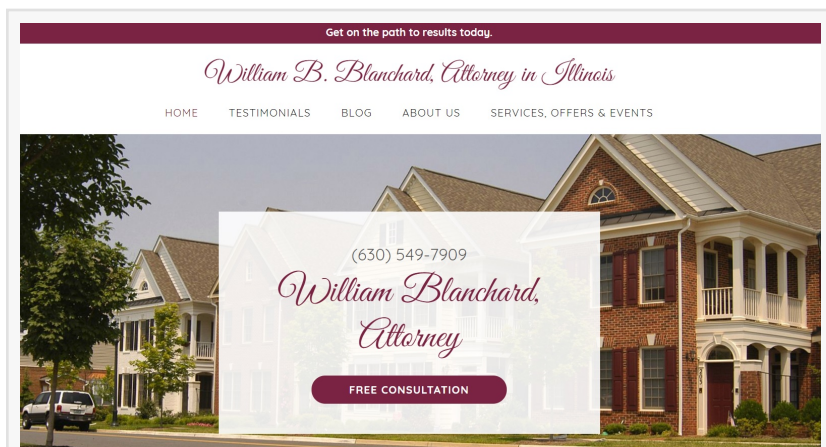 Get on the path to results today.
William B. Blanchard, Attorney in Illinois
HOME TESTIMONIALS BLOG ABOUT US SERVICES, OFFERS & EVENTS
(630) 549-7909
William Blanchard,
Attorney
FREE CONSULTATION